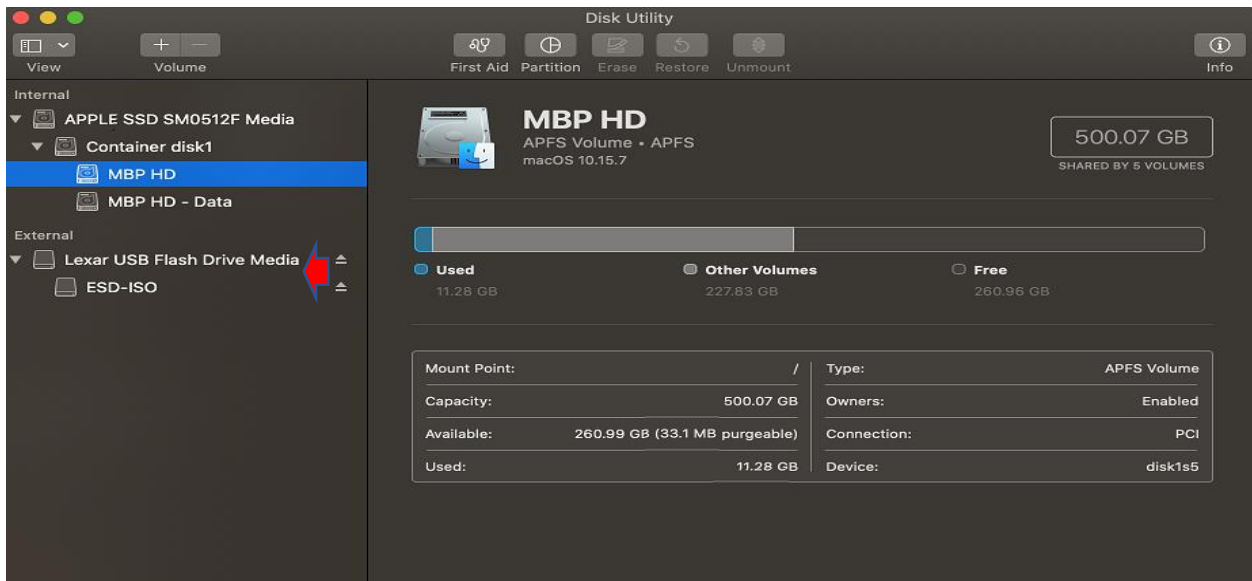 Disk Utility
View
Volume
First Aid
Partition
Erase
Restore
Unmount
Info
Internal
APPLE SSD SM0512F Media
Container disk1
MBP HD
MBP HD - Data
External
Lexar USB Flash Drive Media
ESD-ISO
MBP HD
APFS Volume • APFS
macOS 10.15.7
500.07 GB
SHARED BY 5 VOLUMES
Used
11.28 GB
Other Volumes
227.83 GB
Free
260.96 GB
Mount Point: /
Capacity: 500.07 GB
Available: 260.99 GB (33.1 MB purgeable)
Used: 11.28 GB
Type: APFS Volume
Owners: Enabled
Connection: PCI
Device: disk1s5